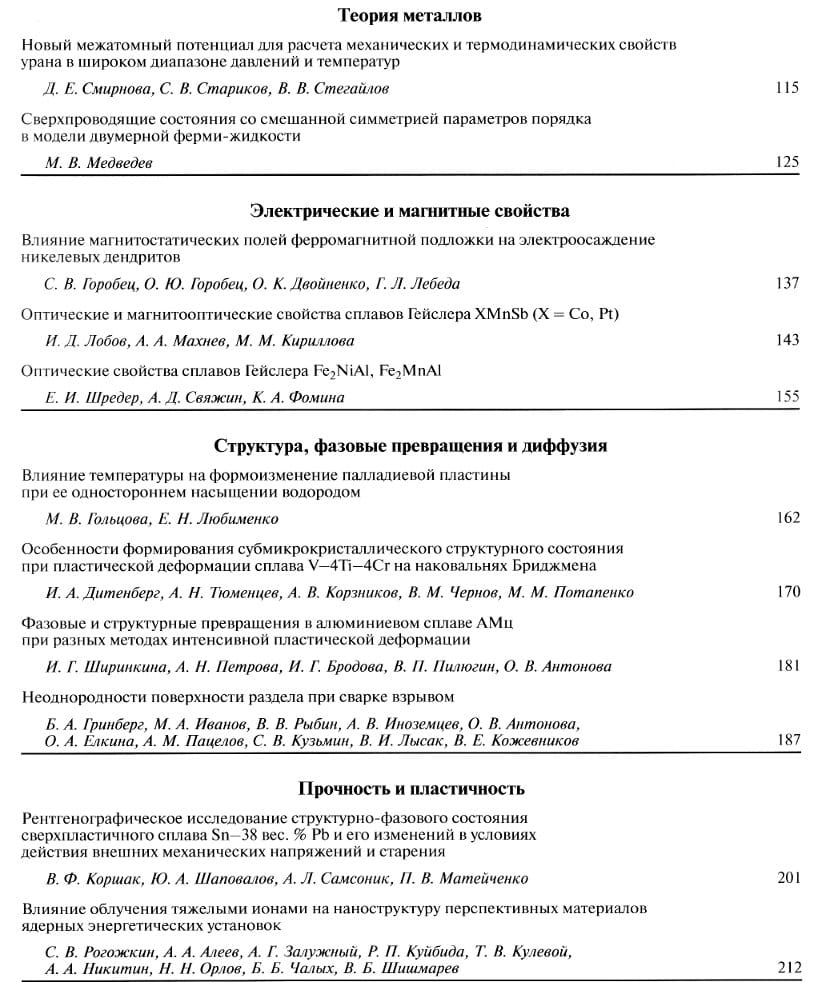 Теория металлов
Новый межатомный потенциал для расчета механических и термодинамических свойств
урана в широком диапазоне давлений и температур
Д. Е. Смирнова, С. В. Стариков, В. В. Стегайлов 115
Сверхпроводящие состояния со смешанной симметрией параметров порядка
в модели двумерной ферми-жидкости
М. В. Медведев 125
Электрические и магнитные свойства
Влияние магнитостатических полей ферромагнитной подложки на электроосаждение
никелевых дендритов
С. В. Горобец, О. Ю. Горобец, О. К. Двойненко, Г. Л. Лебеда 137
Оптические и магнитооптические свойства сплавов Гейслера XMnSb (X = Co, Pt)
И. Д. Лобов, А. А. Махнев, М. М. Кириллова 143
Оптические свойства сплавов Гейслера Fe₂NiAl, Fe₂MnAl
Е. И. Шредер, А. Д. Свяжин, К. А. Фомина 155
Структура, фазовые превращения и диффузия
Влияние температуры на формоизменение палладиевой пластины
при ее одностороннем насыщении водородом
М. В. Гольцова, Е. Н. Любименко 162
Особенности формирования субмикрокристаллического структурного состояния
при пластической деформации сплава V–4Ti–4Cr на наковальнях Бриджмена
И. А. Дитенберг, А. Н. Тюменцев, А. В. Корзников, В. М. Чернов, М. М. Потапенко 170
Фазовые и структурные превращения в алюминиевом сплаве АМц
при разных методах интенсивной пластической деформации
И. Г. Ширинкина, А. Н. Петрова, И. Г. Бродова, В. П. Пилюгин, О. В. Антонова 181
Неоднородности поверхности раздела при сварке взрывом
Б. А. Гринберг, М. А. Иванов, В. В. Рыбин, А. В. Иноземцев, О. В. Антонова,
О. А. Елкина, А. М. Пацелов, С. В. Кузьмин, В. И. Лысак, В. Е. Кожевников 187
Прочность и пластичность
Рентгенографическое исследование структурно-фазового состояния
сверхпластичного сплава Sn–38 вес. % Pb и его изменений в условиях
действия внешних механических напряжений и старения
В. Ф. Коршак, Ю. А. Шаповалов, А. Л. Самсоник, П. В. Матейченко 201
Влияние облучения тяжелыми ионами на наноструктуру перспективных материалов
ядерных энергетических установок
С. В. Рогожкин, А. А. Алеев, А. Г. Залужный, Р. П. Куйбида, Т. В. Кулевой,
А. А. Никитин, Н. Н. Орлов, Б. Б. Чалых, В. Б. Шишмарев 212